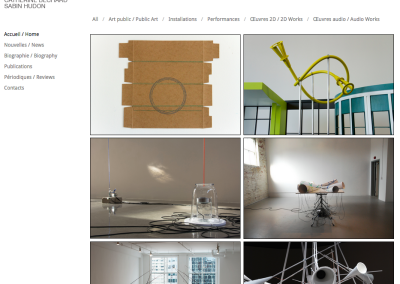 CATHERINE BÉCHARD
SABIN HUDON
All / Art public / Public Art / Installations / Performances / Œuvres 2D / 2D Works / Œuvres audio / Audio Works
Accueil / Home
Nouvelles / News
Biographie / Biography
Publications
Périodiques / Reviews
Contacts